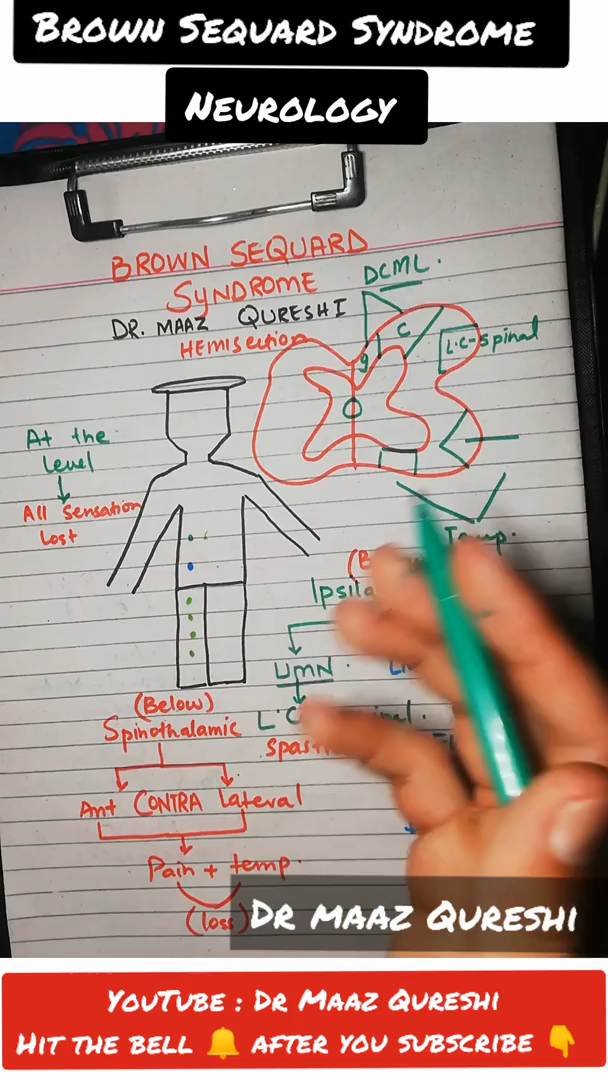 BROWN SEQUARD SYNDROME
NEUROLOGY
BROWN SEQUARD
SYNDROME
DR. MAAZ QURESHI
HEMISection
DCML.
g
c
L.C-spinal
At the
level
All Sensation
Lost
Temp.
UMN.
(Below)
Spinothalamic
Ant CONTRA Lateral
Pain + temp.
(loss)
DR MAAZ QURESHI
YOUTUBE : DR MAAZ QURESHI
HIT THE BELL 🔔 AFTER YOU SUBSCRIBE 👇